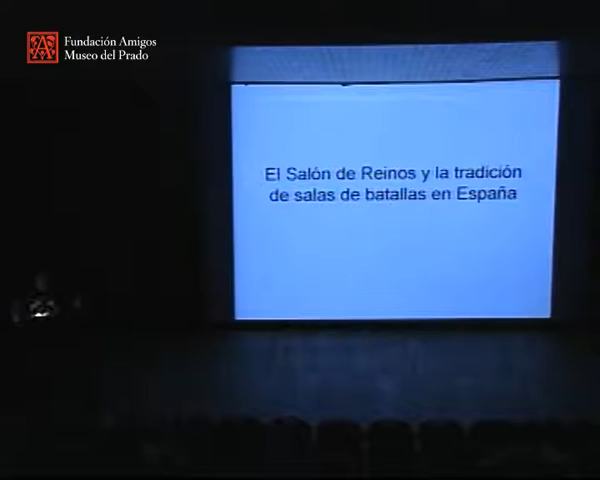 Fundación Amigos
Museo del Prado
El Salón de Reinos y la tradición
de salas de batallas en España